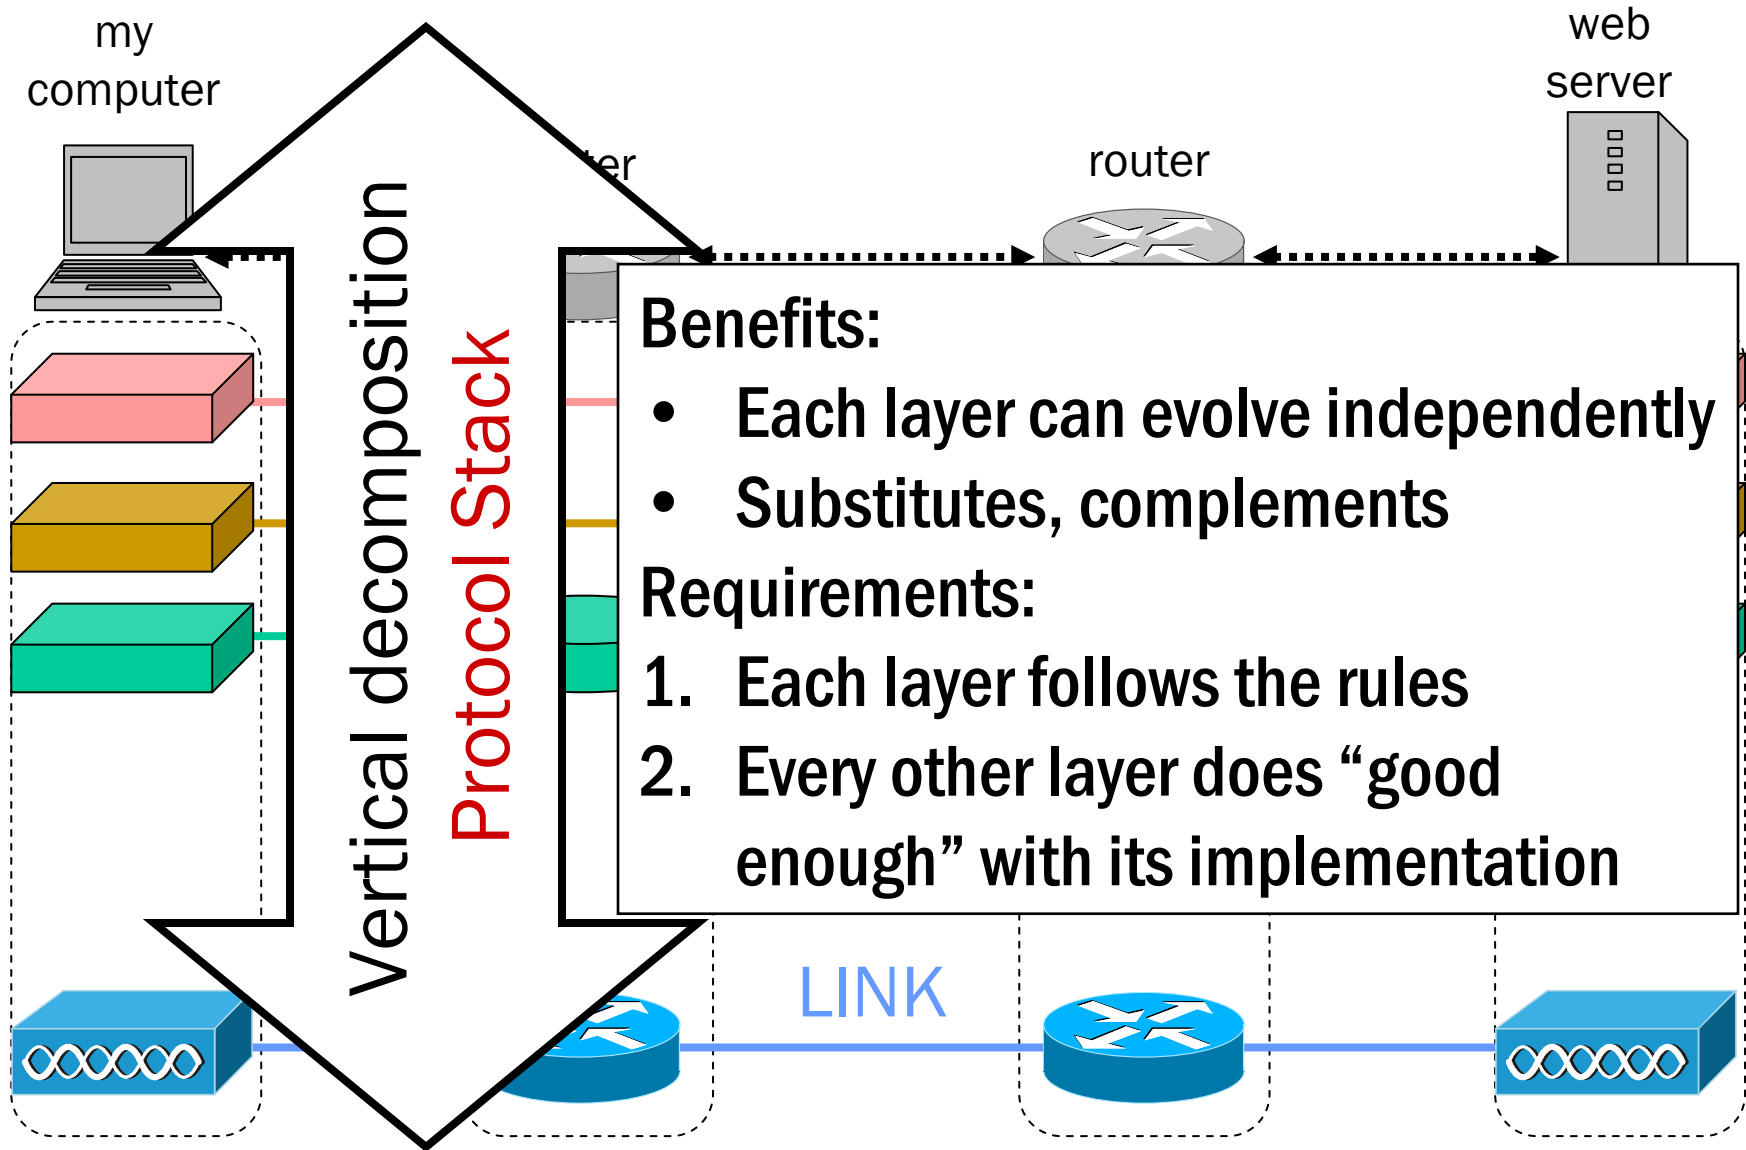 my
computer
router
web
server
Vertical decomposition
Protocol Stack
Benefits:
• Each layer can evolve independently
• Substitutes, complements
Requirements:
1. Each layer follows the rules
2. Every other layer does “good
enough” with its implementation
LINK